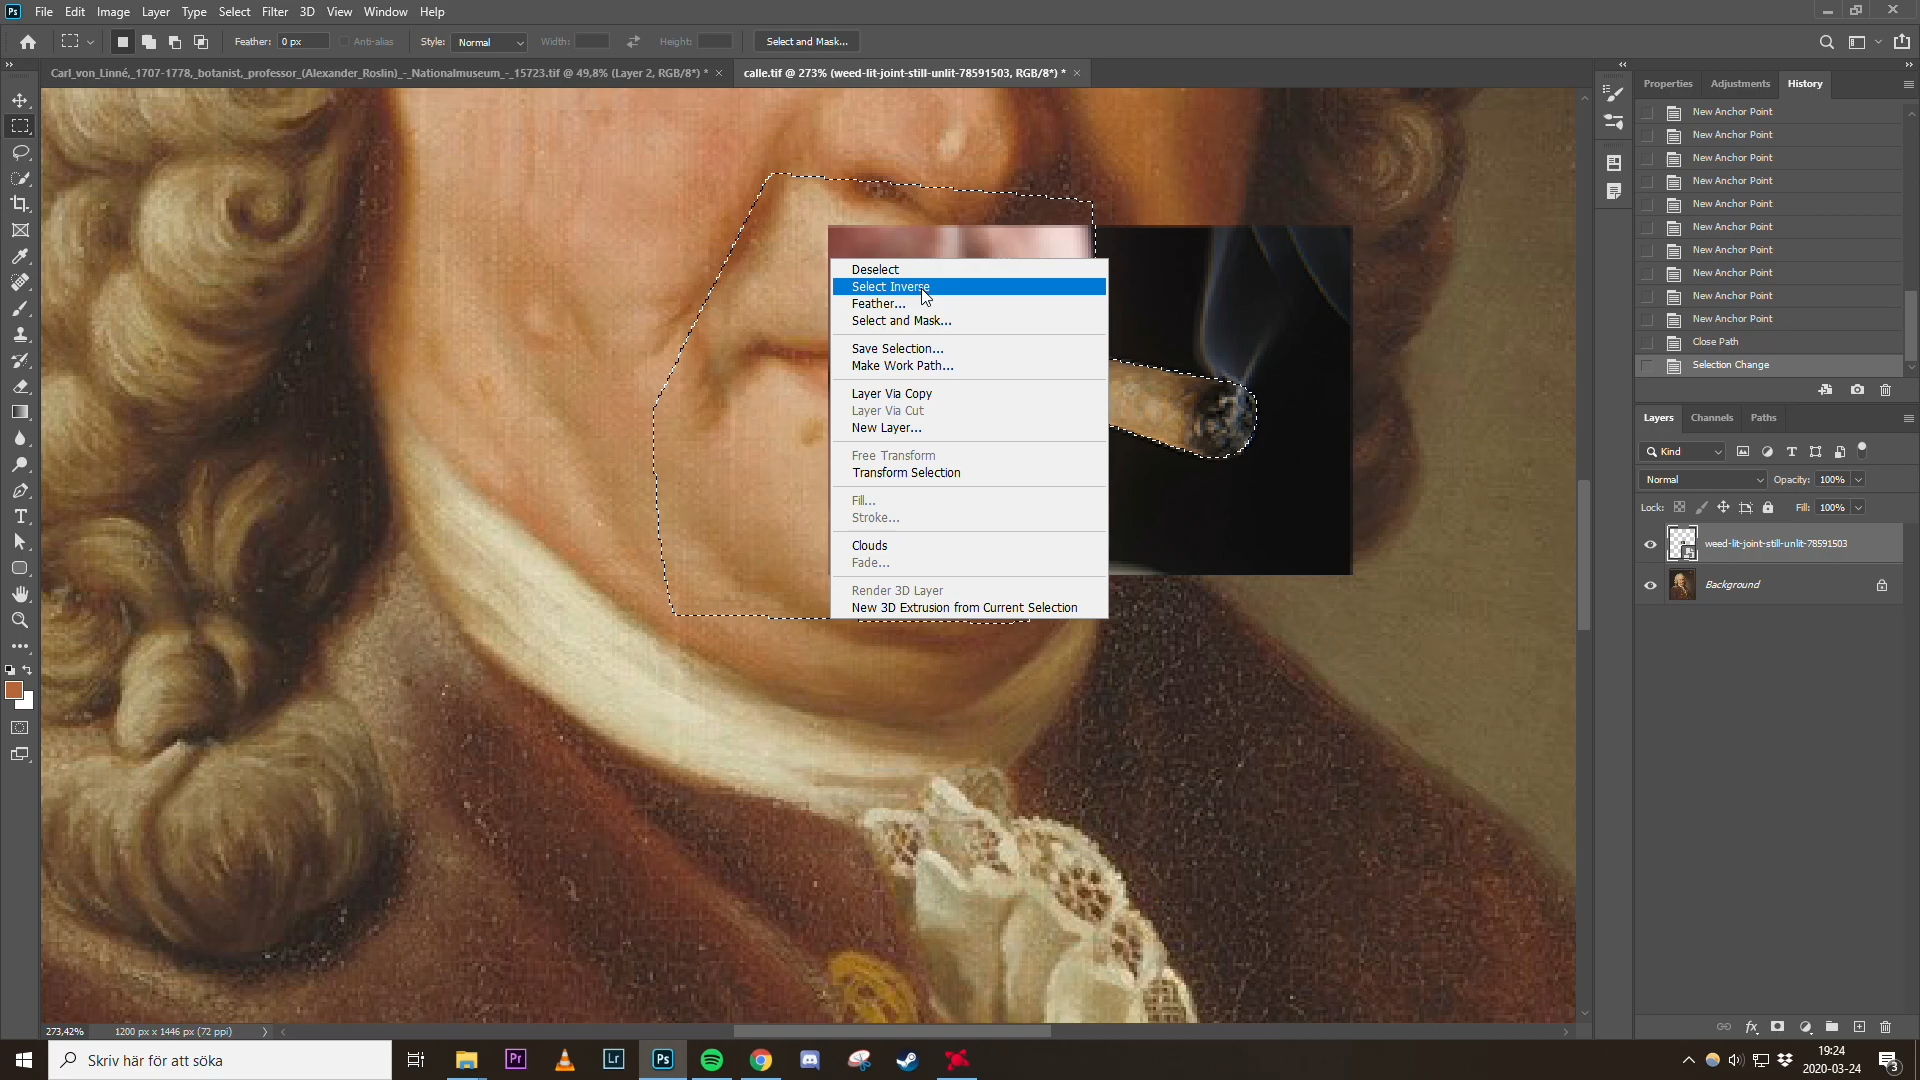 Ps File Edit Image Layer Type Select Filter 3D View Window Help
Feather: 0 px Anti-alias Style: Normal Width: Height: Select and Mask...
Carl_von_Linné,_1707-1778,_botanist,_professor_(Alexander_Roslin)_-_Nationalmuseum_-_15723.tif @ 49,8% (Layer 2, RGB/8*) *
calle.tif @ 273% (weed-lit-joint-still-unlit-78591503, RGB/8*) *
Properties Adjustments History
New Anchor Point
New Anchor Point
New Anchor Point
New Anchor Point
New Anchor Point
New Anchor Point
New Anchor Point
New Anchor Point
New Anchor Point
New Anchor Point
Close Path
Selection Change
Deselect
Select Inverse
Feather...
Select and Mask...
Save Selection...
Make Work Path...
Layer Via Copy
Layer Via Cut
New Layer...
Free Transform
Transform Selection
Fill...
Stroke...
Clouds
Fade...
Render 3D Layer
New 3D Extrusion from Current Selection
Layers Channels Paths
Kind
Normal Opacity: 100%
Lock: Fill: 100%
weed-lit-joint-still-unlit-78591503
Background
273,42% 1200 px x 1446 px (72 ppi)
Skriv här för att söka
Pr Lr Ps
19:24
2020-03-24
3